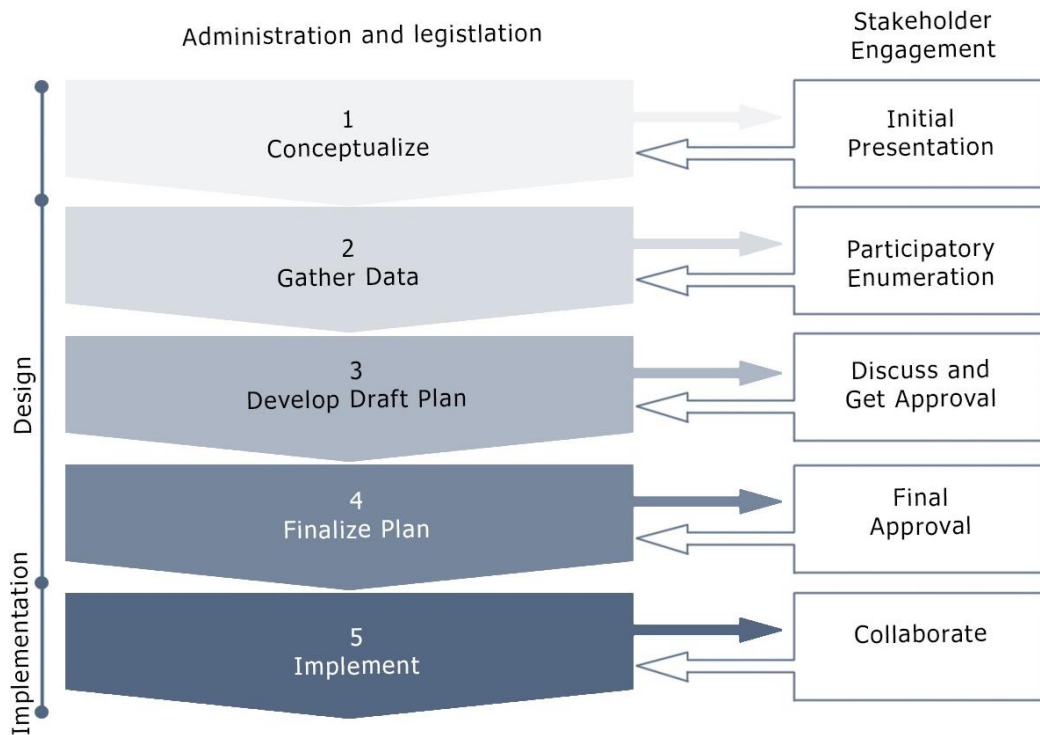 Administration and legistlation
Stakeholder
Engagement
1
Conceptualize
Initial
Presentation
2
Gather Data
Participatory
Enumeration
3
Develop Draft Plan
Discuss and
Get Approval
4
Finalize Plan
Final
Approval
5
Implement
Collaborate
Design
Implementation